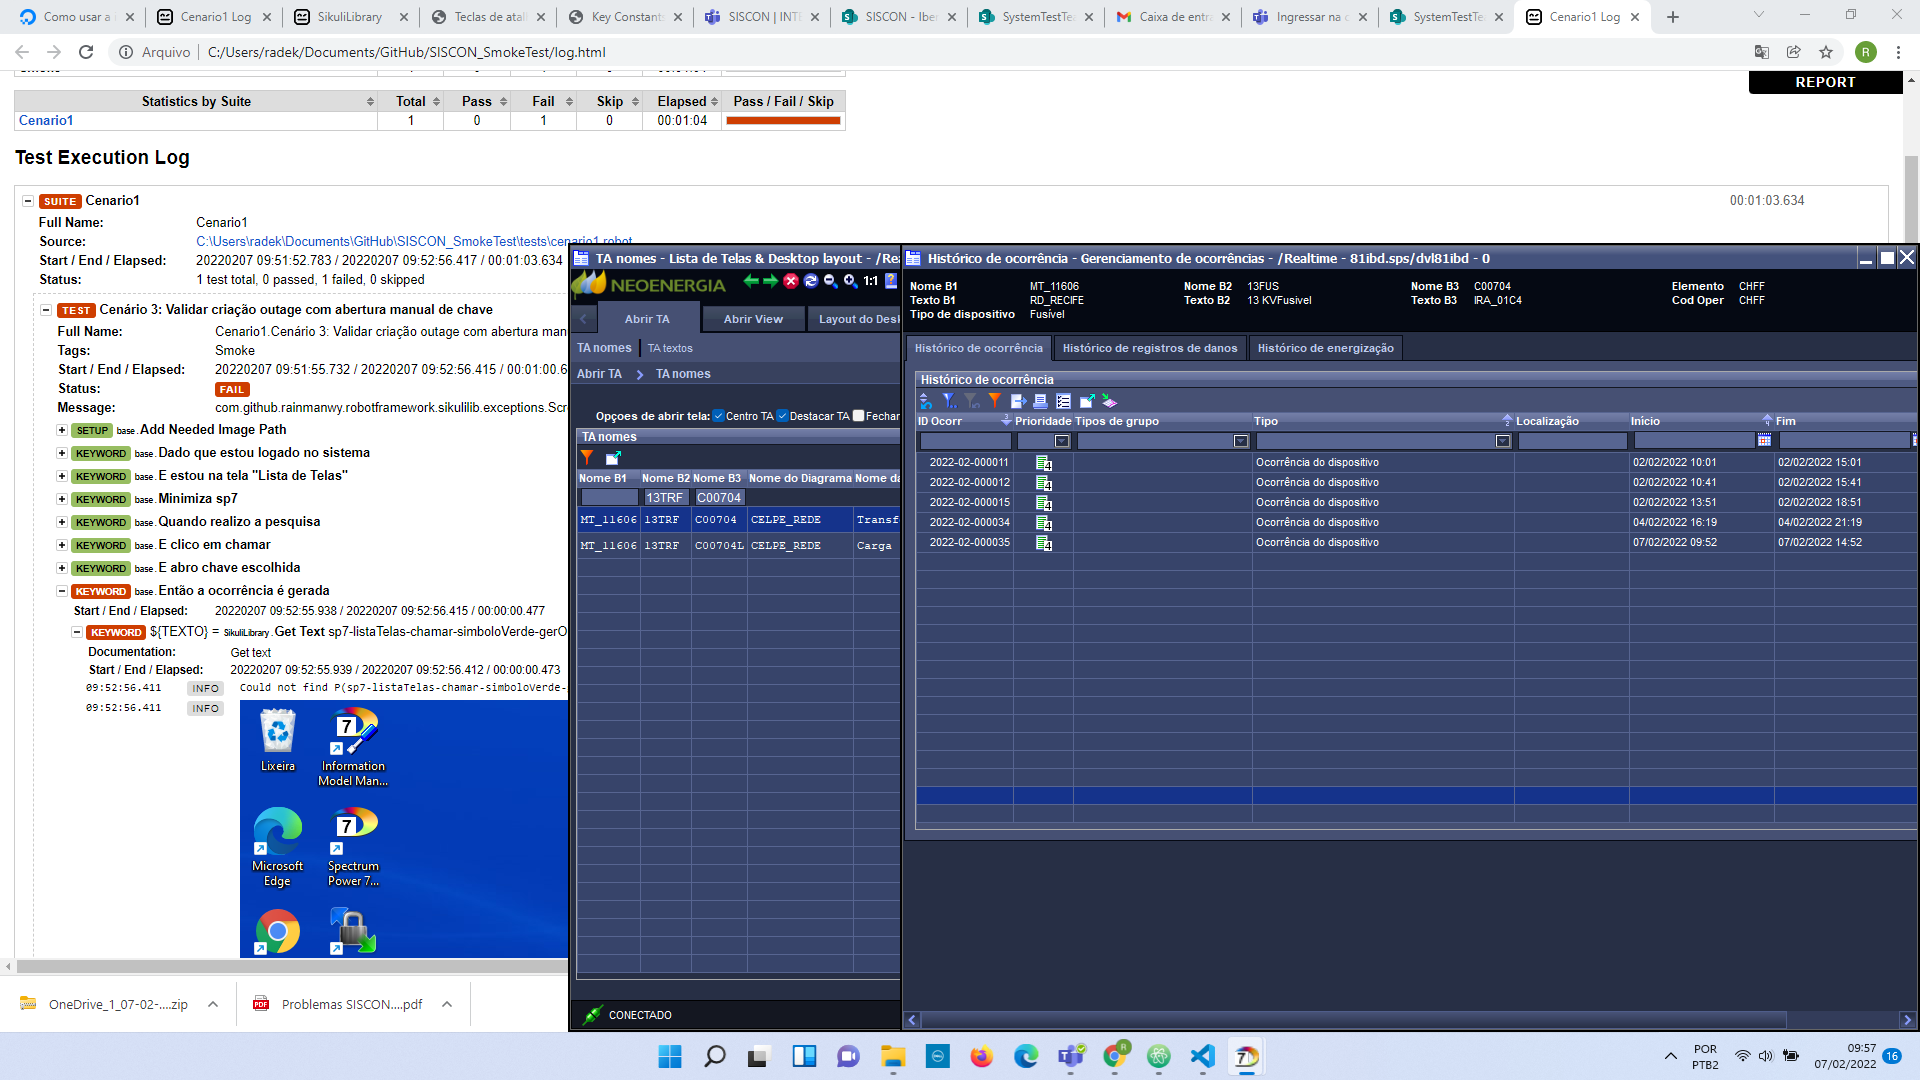 Como usar a
Cenario1 Log
SikuliLibrary
Teclas de atal
Key Constant
SISCON | INT
SISCON - Iber
SystemTestTe
Caixa de entra
Ingressar na c
SystemTestTe
Cenario1 Log
Arquivo
C:/Users/radek/Documents/GitHub/SISCON_SmokeTest/log.html
R
REPORT
Statistics by Suite Total Pass Fail Skip Elapsed Pass / Fail / Skip
Cenario1 1 0 1 0 00:01:04
Test Execution Log
SUITE Cenario1 00:01:03.634
Full Name: Cenario1
Source: C:\Users\radek\Documents\GitHub\SISCON_SmokeTest\tests\cenario1.robot
Start / End / Elapsed: 20220207 09:51:52.783 / 20220207 09:52:56.417 / 00:01:03.634
Status: 1 test total, 0 passed, 1 failed, 0 skipped
TEST Cenário 3: Validar criação outage com abertura manual de chave
Full Name: Cenario1.Cenário 3: Validar criação outage com abertura man
Tags: Smoke
Start / End / Elapsed: 20220207 09:51:55.732 / 20220207 09:52:56.415 / 00:01:00.6
Status: FAIL
Message: com.github.rainmanwy.robotframework.sikulilib.exceptions.Scre
SETUP base.Add Needed Image Path
KEYWORD base.Dado que estou logado no sistema
KEYWORD base.E estou na tela "Lista de Telas"
KEYWORD base.Minimiza sp7
KEYWORD base.Quando realizo a pesquisa
KEYWORD base.E clico em chamar
KEYWORD base.E abro chave escolhida
KEYWORD base.Então a ocorrência é gerada
Start / End / Elapsed: 20220207 09:52:55.938 / 20220207 09:52:56.415 / 00:00:00.477
KEYWORD ${TEXTO} = SikuliLibrary.Get Text sp7-listaTelas-chamar-simboloVerde-gerO
Documentation: Get text
Start / End / Elapsed: 20220207 09:52:55.939 / 20220207 09:52:56.412 / 00:00:00.473
09:52:56.411 INFO Could not find P(sp7-listaTelas-chamar-simboloVerde-
09:52:56.411 INFO
Lixeira
7
Information Model Man...
Microsoft Edge
7
Spectrum Power 7...
TA nomes - Lista de Telas & Desktop layout - /Rea
NEOENERGIA
1:1
?
Abrir TA Abrir View Layout do Desk
TA nomes TA textos
Abrir TA TA nomes
Opçoes de abrir tela: Centro TA Destacar TA Fechar
TA nomes
Nome B1 Nome B2 Nome B3 Nome do Diagrama Nome da
13TRF C00704
MT_11606 13TRF C00704 CELPE_REDE Transf
MT_11606 13TRF C00704L CELPE_REDE Carga
CONECTADO
Histórico de ocorrência - Gerenciamento de ocorrências - /Realtime - 81ibd.sps/dvl81ibd - 0
Nome B1 MT_11606 Nome B2 13FUS Nome B3 C00704 Elemento CHFF
Texto B1 RD_RECIFE Texto B2 13 KVFusivel Texto B3 IRA_01C4 Cod Oper CHFF
Tipo de dispositivo Fusível
Histórico de ocorrência Histórico de registros de danos Histórico de energização
Histórico de ocorrência
ID Ocorr 3 Prioridade Tipos de grupo Tipo 2 Localização Início Fim
2022-02-000011 4 Ocorrência do dispositivo 02/02/2022 10:01 02/02/2022 15:01
2022-02-000012 4 Ocorrência do dispositivo 02/02/2022 10:41 02/02/2022 15:41
2022-02-000015 4 Ocorrência do dispositivo 02/02/2022 13:51 02/02/2022 18:51
2022-02-000034 4 Ocorrência do dispositivo 04/02/2022 16:19 04/02/2022 21:19
2022-02-000035 4 Ocorrência do dispositivo 07/02/2022 09:52 07/02/2022 14:52
OneDrive_1_07-02-....zip
PDF
Problemas SISCON....pdf
POR
PTB2
09:57
07/02/2022
16